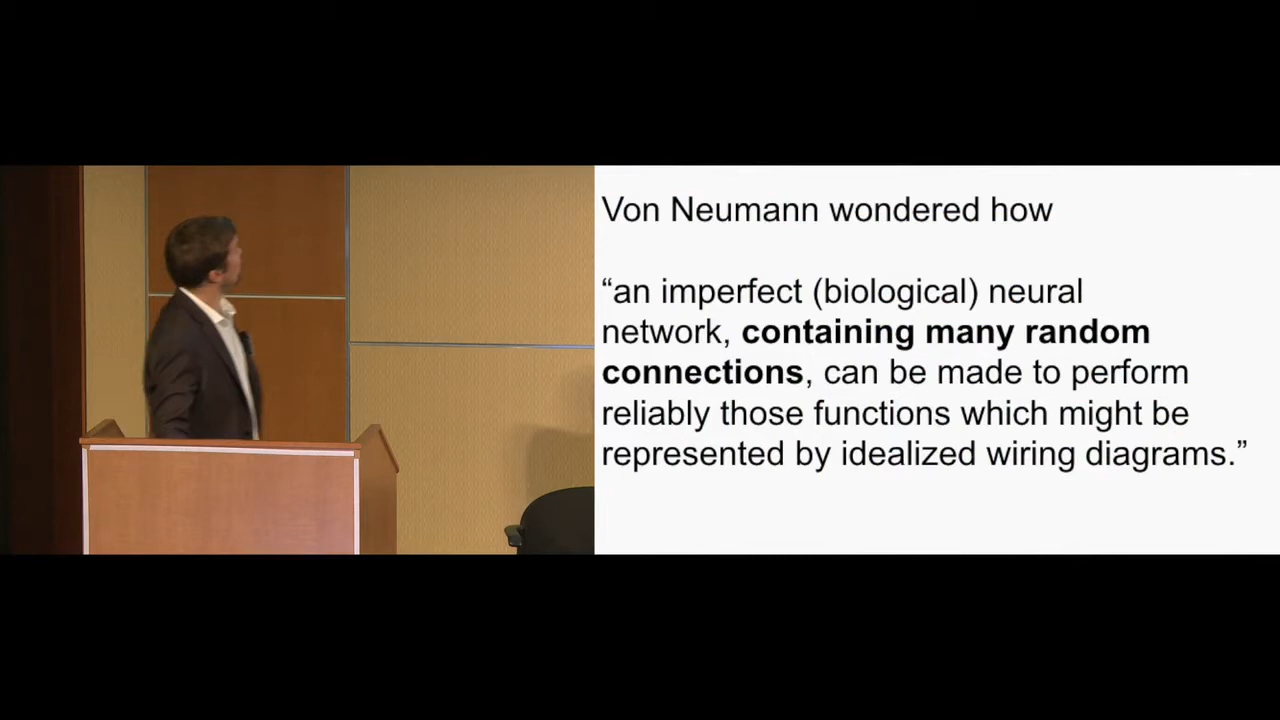 Von Neumann wondered how
“an imperfect (biological) neural
network, containing many random
connections, can be made to perform
reliably those functions which might be
represented by idealized wiring diagrams.”